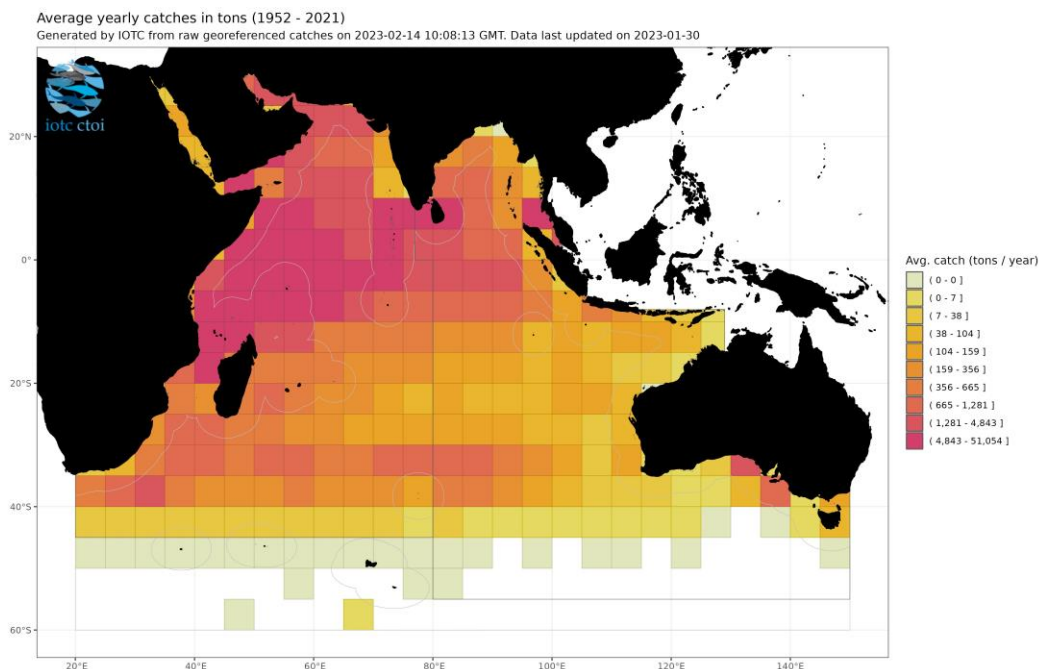 Average yearly catches in tons (1952 - 2021)
Generated by IOTC from raw georeferenced catches on 2023-02-14 10:08:13 GMT. Data last updated on 2023-01-30
iotc ctoi
20°N
0°
20°S
40°S
60°S
20°E
40°E
60°E
80°E
100°E
120°E
140°E
Avg. catch (tons / year)
( 0 - 0 ]
( 0 - 7 ]
( 7 - 38 ]
( 38 - 104 ]
( 104 - 159 ]
( 159 - 356 ]
( 356 - 665 ]
( 665 - 1,281 ]
( 1,281 - 4,843 ]
( 4,843 - 51,054 ]